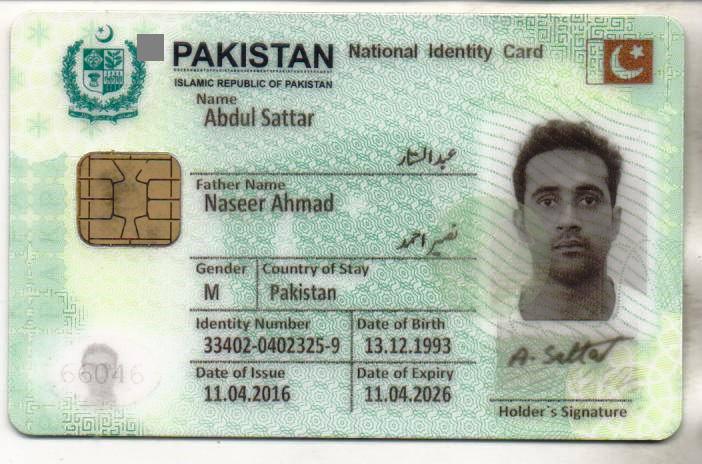 PAKISTAN National Identity Card
ISLAMIC REPUBLIC OF PAKISTAN
Name
Abdul Sattar
عبدالستار
Father Name
Naseer Ahmad
نصیر احمد
Gender Country of Stay
M Pakistan
Identity Number Date of Birth
33402-0402325-9 13.12.1993
Date of Issue Date of Expiry
11.04.2016 11.04.2026
66046
A. Sattar
Holder`s Signature